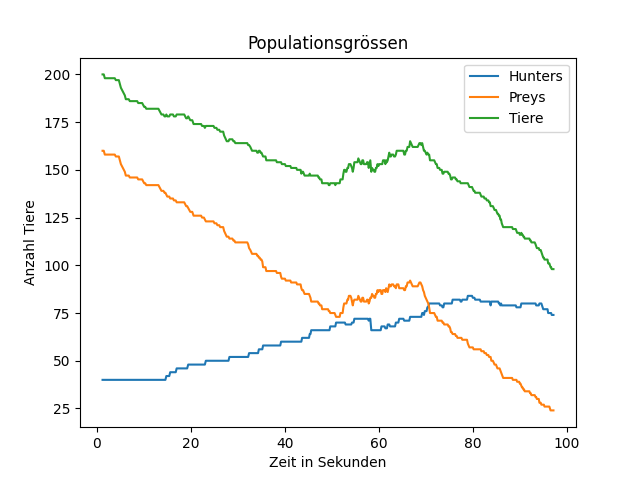 Populationsgrössen
Hunters
Preys
Tiere
Anzahl Tiere
200
175
150
125
100
75
50
25
0 20 40 60 80 100
Zeit in Sekunden